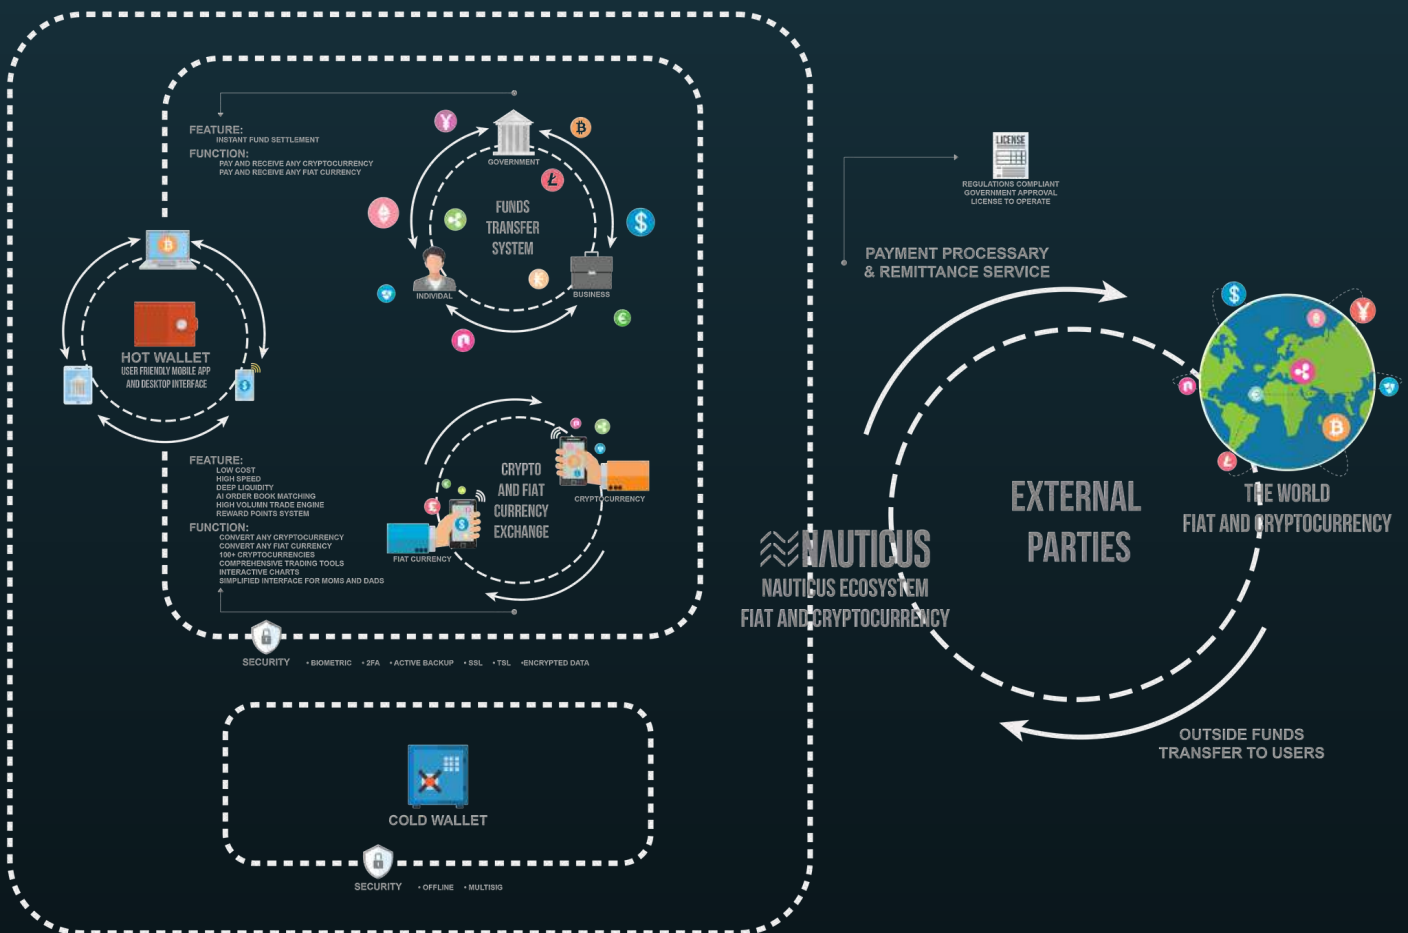 FEATURE:
INSTANT FUND SETTLEMENT
FUNCTION:
PAY AND RECEIVE ANY CRYPTOCURRENCY
PAY AND RECEIVE ANY FIAT CURRENCY
GOVERNMENT
FUNDS
TRANSFER
SYSTEM
INDIVIDAL
BUSINESS
HOT WALLET
USER FRIENDLY MOBILE APP
AND DESKTOP INTERFACE
FEATURE:
LOW COST
HIGH SPEED
DEEP LIQUIDITY
AI ORDER BOOK MATCHING
HIGH VOLUMN TRADE ENGINE
REWARD POINTS SYSTEM
FUNCTION:
CONVERT ANY CRYPTOCURRENCY
CONVERT ANY FIAT CURRENCY
100+ CRYPTOCURRENCIES
COMPREHENSIVE TRADING TOOLS
INTERACTIVE CHARTS
SIMPLIFIED INTERFACE FOR MOMS AND DADS
CRYPTO
AND FIAT
CURRENCY
EXCHANGE
CRYPTOCURRENCY
FIAT CURRENCY
SECURITY • BIOMETRIC • 2FA • ACTIVE BACKUP • SSL • TSL •ENCRYPTED DATA
COLD WALLET
SECURITY • OFFLINE • MULTISIG
NAUTICUS
NAUTICUS ECOSYSTEM
FIAT AND CRYPTOCURRENCY
LICENSE
REGULATIONS COMPLIANT
GOVERNMENT APPROVAL
LICENSE TO OPERATE
PAYMENT PROCESSARY
& REMITTANCE SERVICE
EXTERNAL
PARTIES
THE WORLD
FIAT AND CRYPTOCURRENCY
OUTSIDE FUNDS
TRANSFER TO USERS